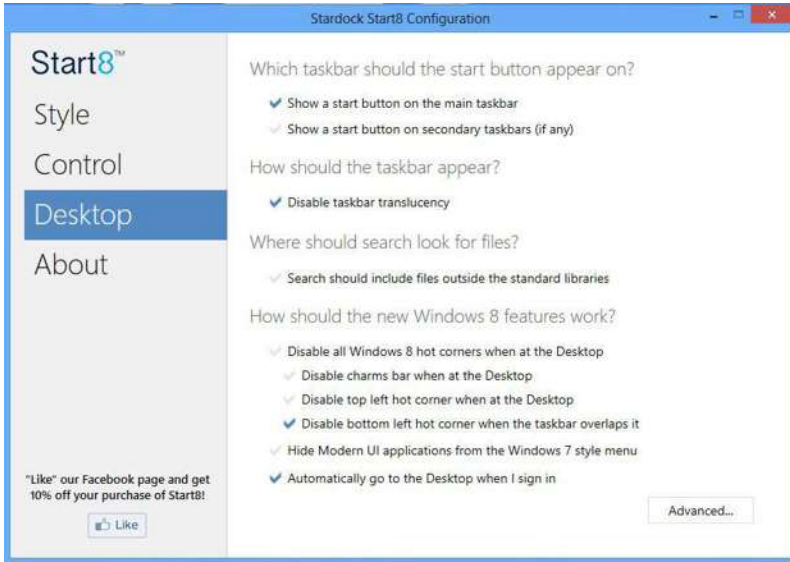 Stardock Start8 Configuration
Start8™
Style
Control
Desktop
About
"Like" our Facebook page and get
10% off your purchase of Start8!
Like
Which taskbar should the start button appear on?
Show a start button on the main taskbar
Show a start button on secondary taskbars (if any)
How should the taskbar appear?
Disable taskbar translucency
Where should search look for files?
Search should include files outside the standard libraries
How should the new Windows 8 features work?
Disable all Windows 8 hot corners when at the Desktop
Disable charms bar when at the Desktop
Disable top left hot corner when at the Desktop
Disable bottom left hot corner when the taskbar overlaps it
Hide Modern UI applications from the Windows 7 style menu
Automatically go to the Desktop when I sign in
Advanced...